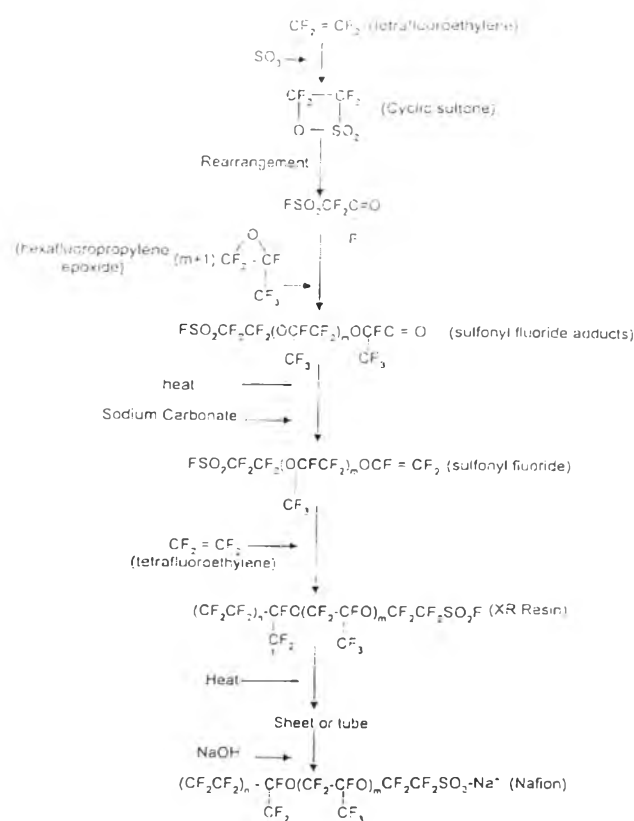 CF2 = CF2 (tetrafluoroethylene)
SO3
CF2 — CF2
(Cyclic sultone)
O — SO2
Rearrangement
FSO2CF2C=O
F
O
(hexafluoropropylene epoxide) (m+1) CF2 - CF
CF3
FSO2CF2CF2(OCFCF2)mOCFC = O (sulfonyl fluoride adducts)
CF3 CF3
heat
Sodium Carbonate
FSO2CF2CF2(OCFCF2)mOCF = CF2 (sulfonyl fluoride)
CF3
CF2 = CF2
(tetrafluoroethylene)
(CF2CF2)n-CFO(CF2-CFO)mCF2CF2SO2F (XR Resin)
CF2 CF3
Heat
Sheet or tube
NaOH
(CF2CF2)n - CFO(CF2-CFO)mCF2CF2SO3-Na+ (Nafion)
CF2 CF3